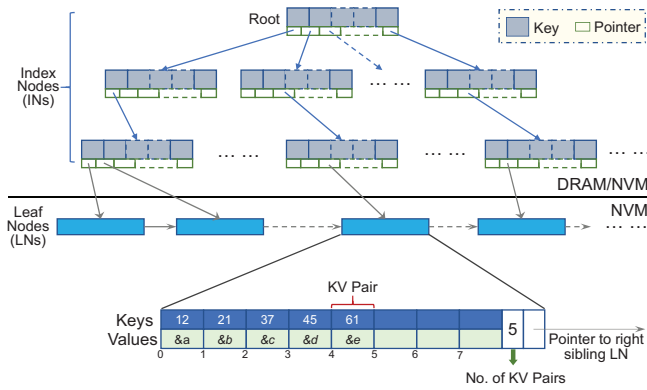 Root
Key
Pointer
Index
Nodes
(INs)
... ...
... ...
... ...
... ...
DRAM/NVM
NVM
Leaf
Nodes
(LNs)
... ...
KV Pair
Keys 12 21 37 45 61
Values &a &b &c &d &e
5
0 1 2 3 4 5 6 7
Pointer to right
sibling LN
No. of KV Pairs